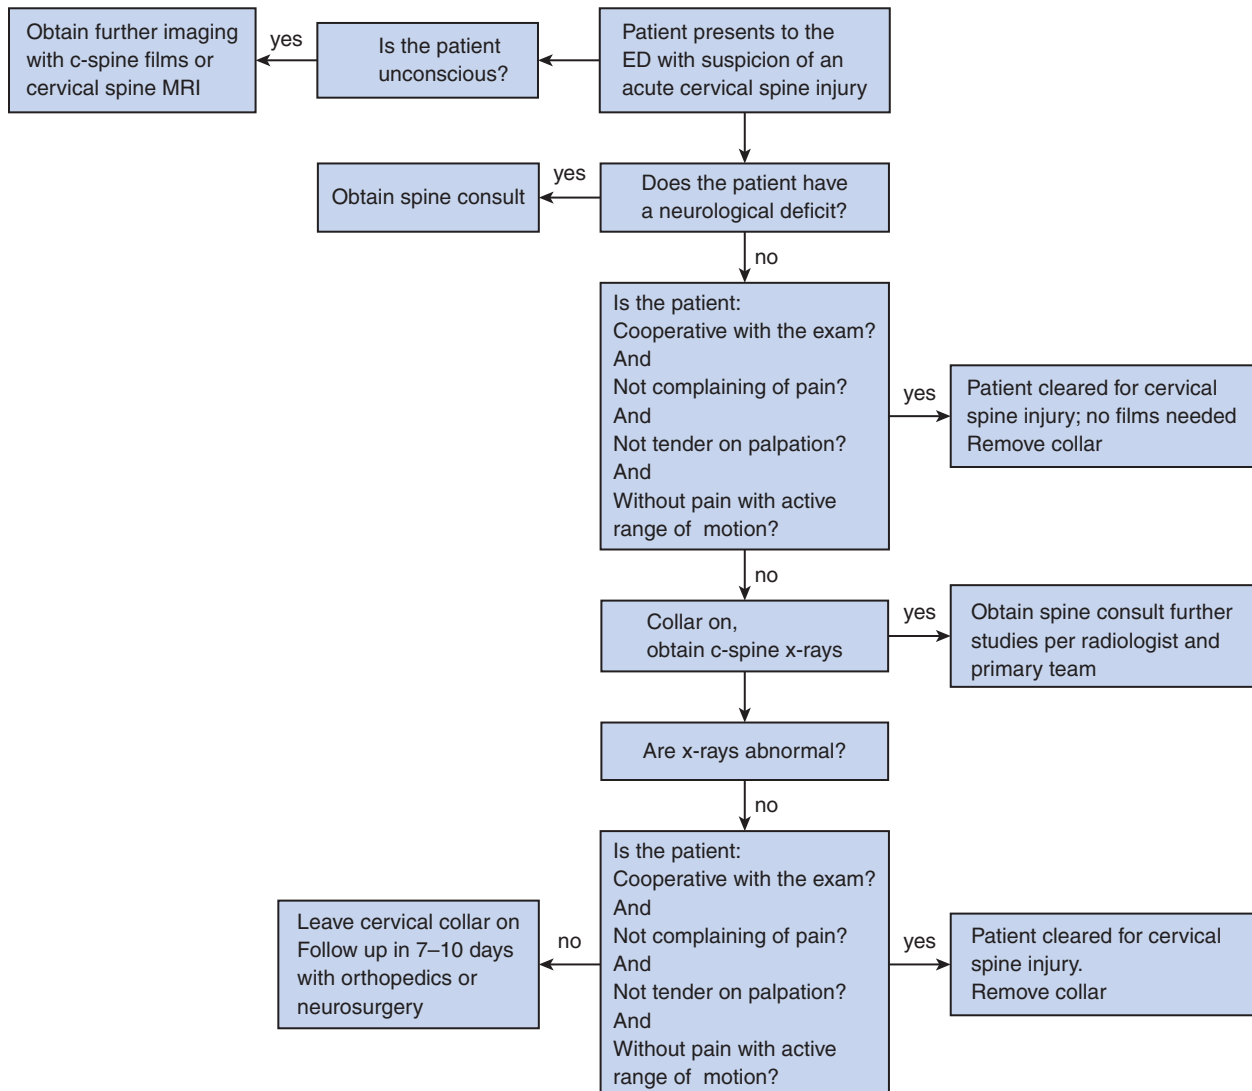 Obtain further imaging
with c-spine films or
cervical spine MRI
yes
Is the patient
unconscious?
Patient presents to the
ED with suspicion of an
acute cervical spine injury
Obtain spine consult
yes
Does the patient have
a neurological deficit?
no
Is the patient:
Cooperative with the exam?
And
Not complaining of pain?
And
Not tender on palpation?
And
Without pain with active
range of motion?
yes
Patient cleared for cervical
spine injury; no films needed
Remove collar
no
Collar on,
obtain c-spine x-rays
yes
Obtain spine consult further
studies per radiologist and
primary team
Are x-rays abnormal?
no
Is the patient:
Cooperative with the exam?
And
Not complaining of pain?
And
Not tender on palpation?
And
Without pain with active
range of motion?
no
Leave cervical collar on
Follow up in 7–10 days
with orthopedics or
neurosurgery
yes
Patient cleared for cervical
spine injury.
Remove collar